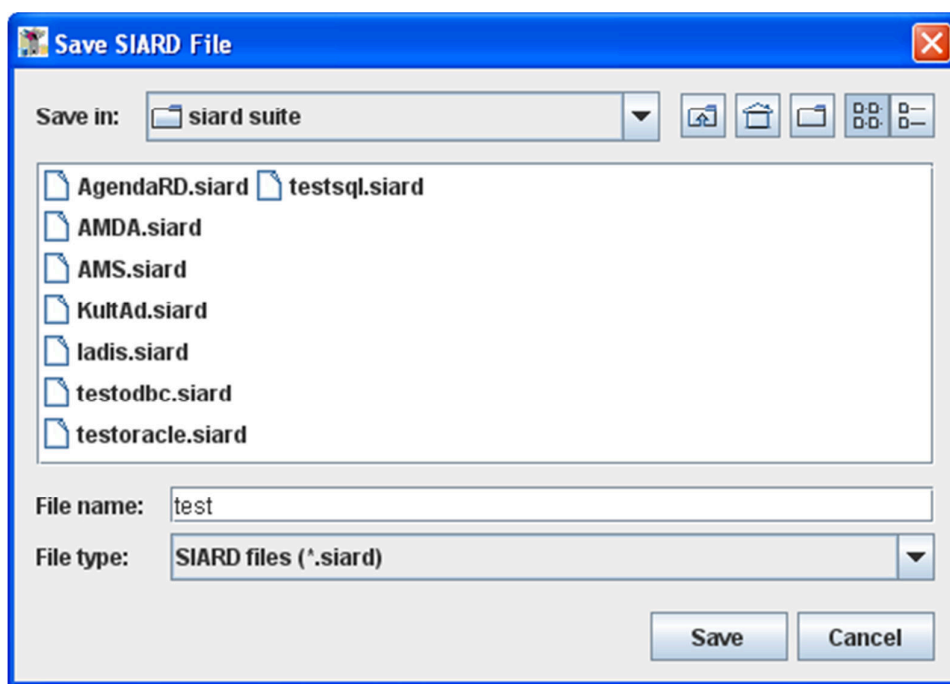 Save SIARD File
Save in: siard suite
AgendaRD.siard testsql.siard
AMDA.siard
AMS.siard
KultAd.siard
ladis.siard
testodbc.siard
testoracle.siard
File name: test
File type: SIARD files (*.siard)
Save Cancel